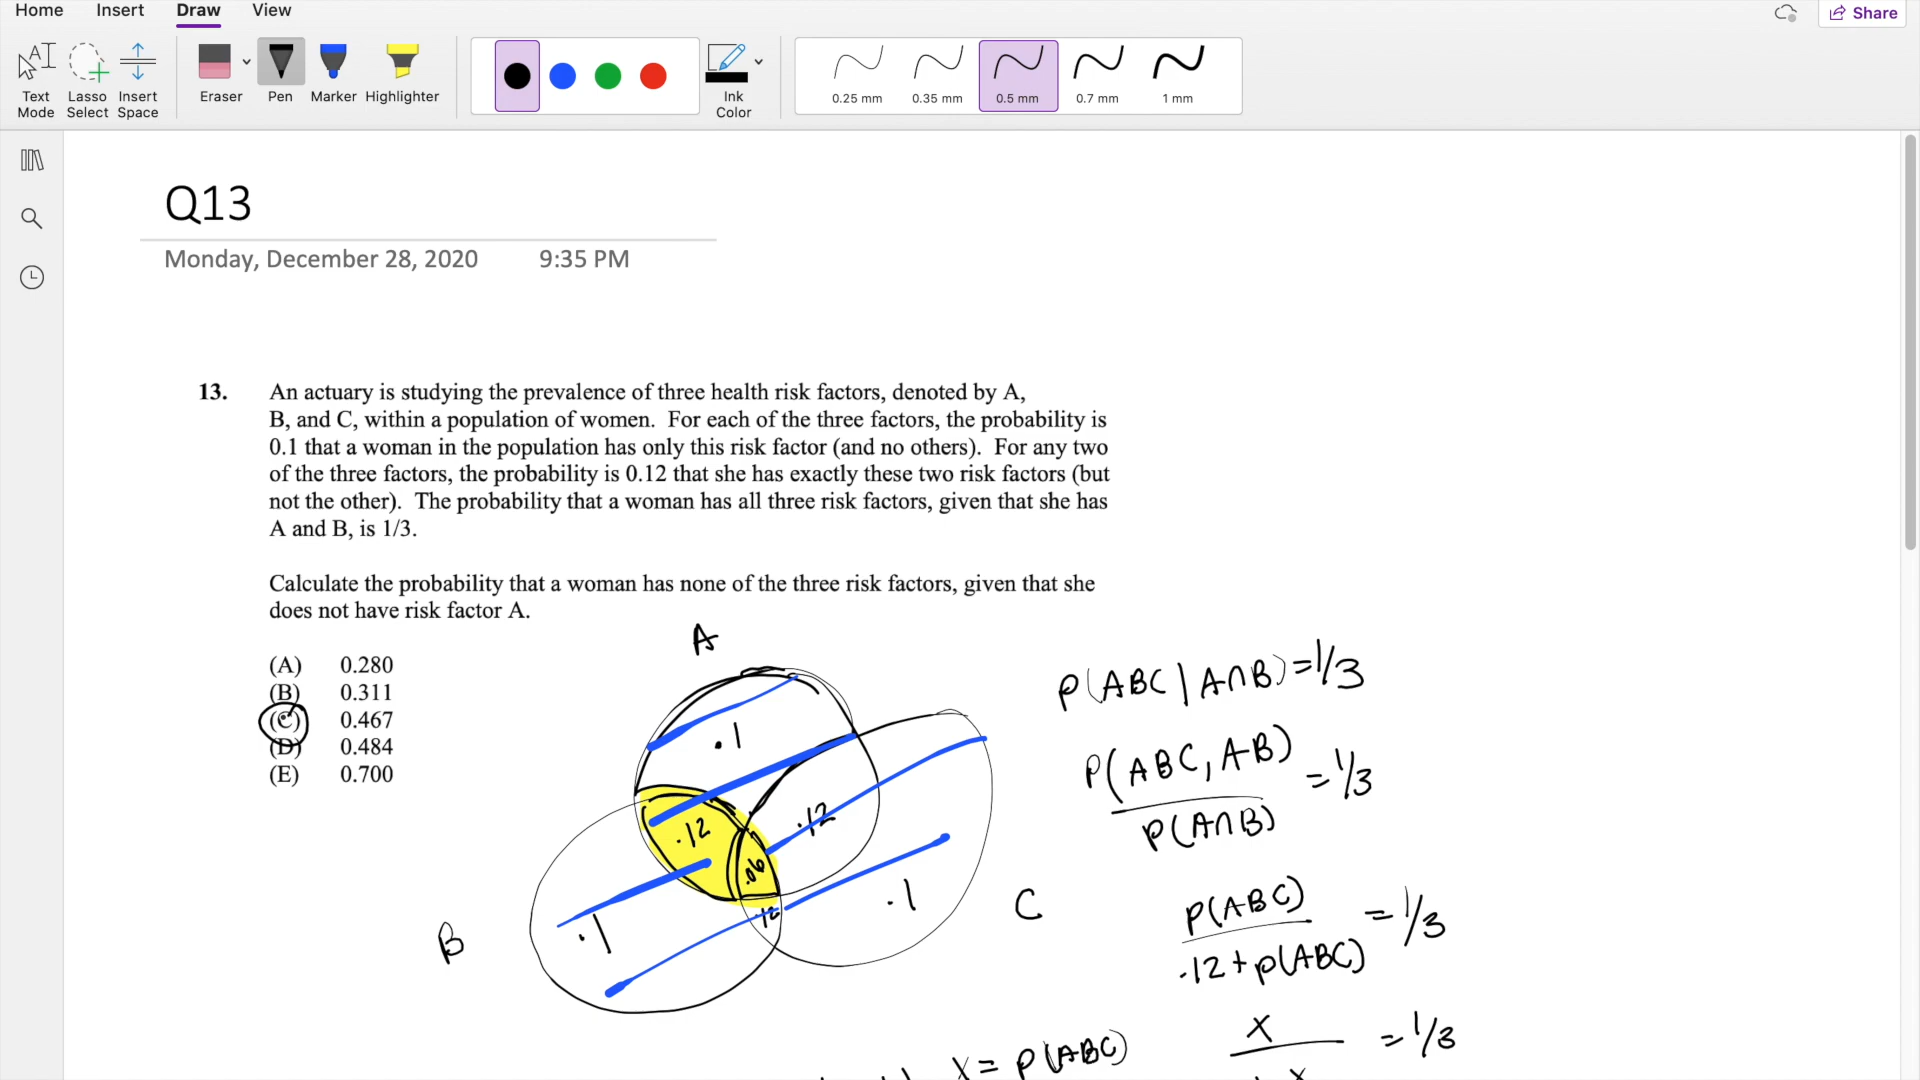 Home Insert Draw View
Share
Text Mode
Lasso Select
Insert Space
Eraser
Pen
Marker
Highlighter
Ink Color
0.25 mm
0.35 mm
0.5 mm
0.7 mm
1 mm
Q13
Monday, December 28, 2020 9:35 PM
13. An actuary is studying the prevalence of three health risk factors, denoted by A,
B, and C, within a population of women. For each of the three factors, the probability is
0.1 that a woman in the population has only this risk factor (and no others). For any two
of the three factors, the probability is 0.12 that she has exactly these two risk factors (but
not the other). The probability that a woman has all three risk factors, given that she has
A and B, is 1/3.
Calculate the probability that a woman has none of the three risk factors, given that she
does not have risk factor A.
(A) 0.280
(B) 0.311
(C) 0.467
(D) 0.484
(E) 0.700
A
.1
.12
.12
.06
.12
.1
.1
B
C
P(ABC | A∩B) = 1/3
P(ABC, AB)
= 1/3
P(A∩B)
P(ABC)
= 1/3
.12 + P(ABC)
X
= 1/3
X = P(ABC)
X